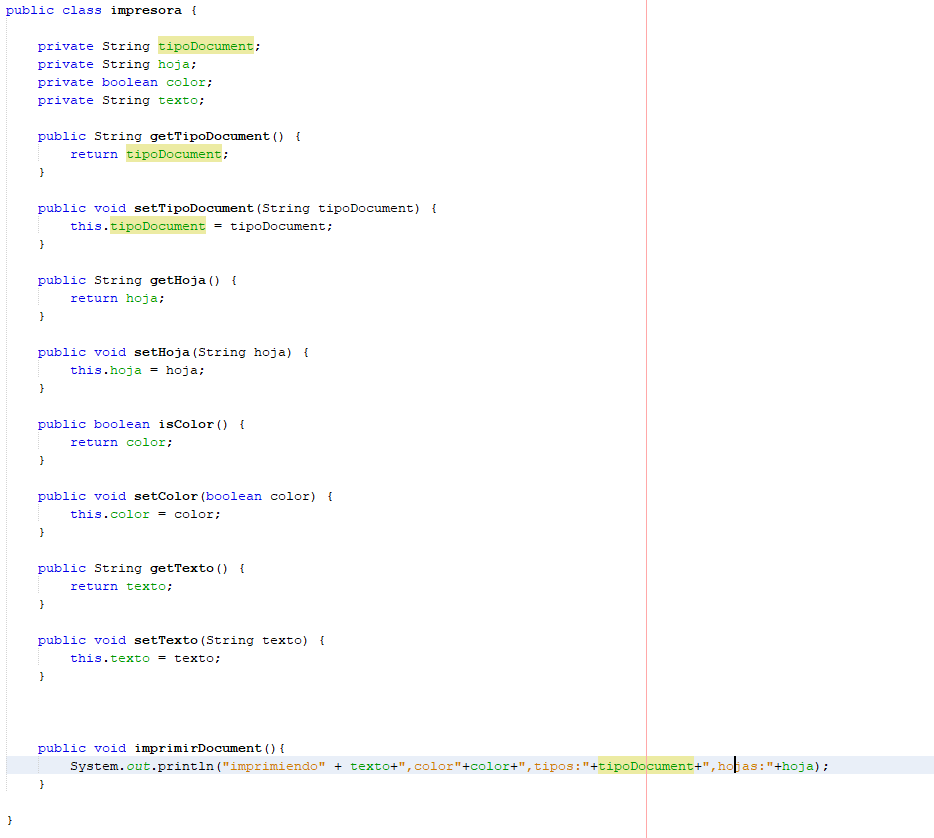 public class impresora {
private String tipoDocument;
private String hoja;
private boolean color;
private String texto;
public String getTipoDocument() {
return tipoDocument;
}
public void setTipoDocument(String tipoDocument) {
this.tipoDocument = tipoDocument;
}
public String getHoja() {
return hoja;
}
public void setHoja(String hoja) {
this.hoja = hoja;
}
public boolean isColor() {
return color;
}
public void setColor(boolean color) {
this.color = color;
}
public String getTexto() {
return texto;
}
public void setTexto(String texto) {
this.texto = texto;
}
public void imprimirDocument(){
System.out.println("imprimiendo" + texto+",color"+color+",tipos:"+tipoDocument+",hojas:"+hoja);
}
}